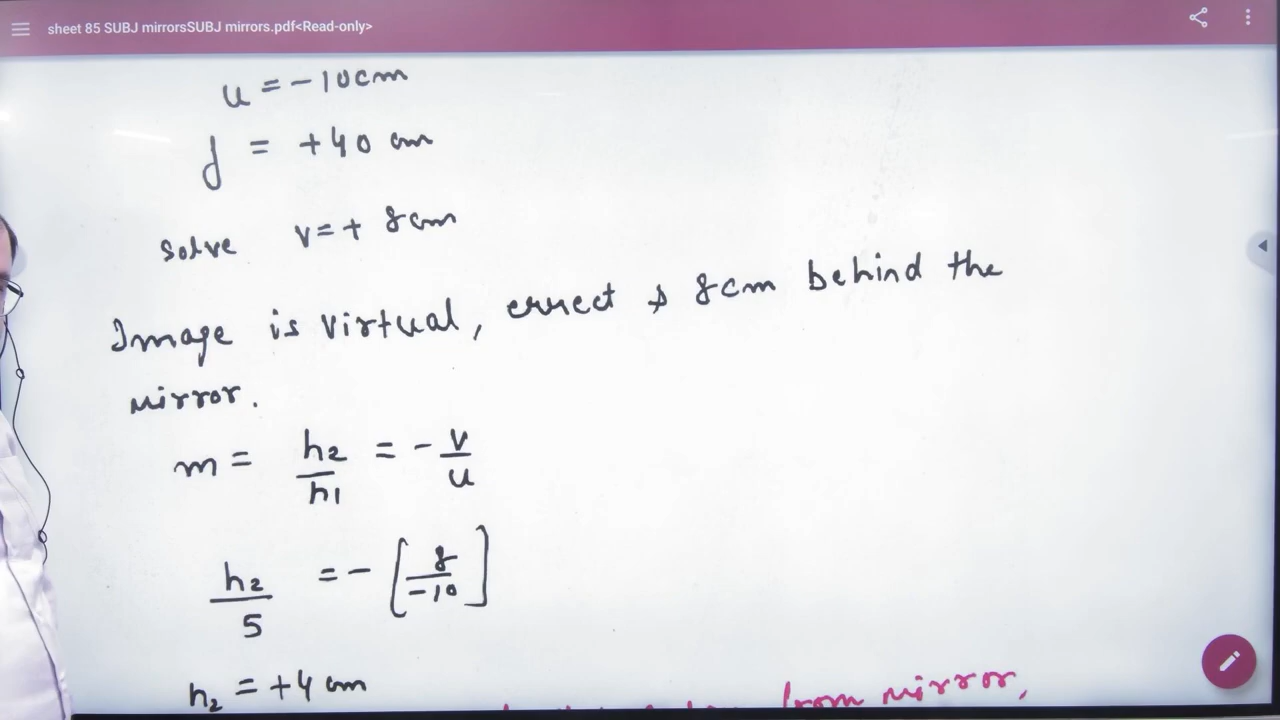 sheet 85 SUBJ mirrorsSUBJ mirrors.pdf<Read-only>
u = -10cm
f = +40 cm
solve v=+ 8cm
Image is virtual, errect & 8cm behind the
mirror.
m = h2/h1 = - v/u
h2/5 = - [8/-10]
h2 = +4 cm
from mirror,